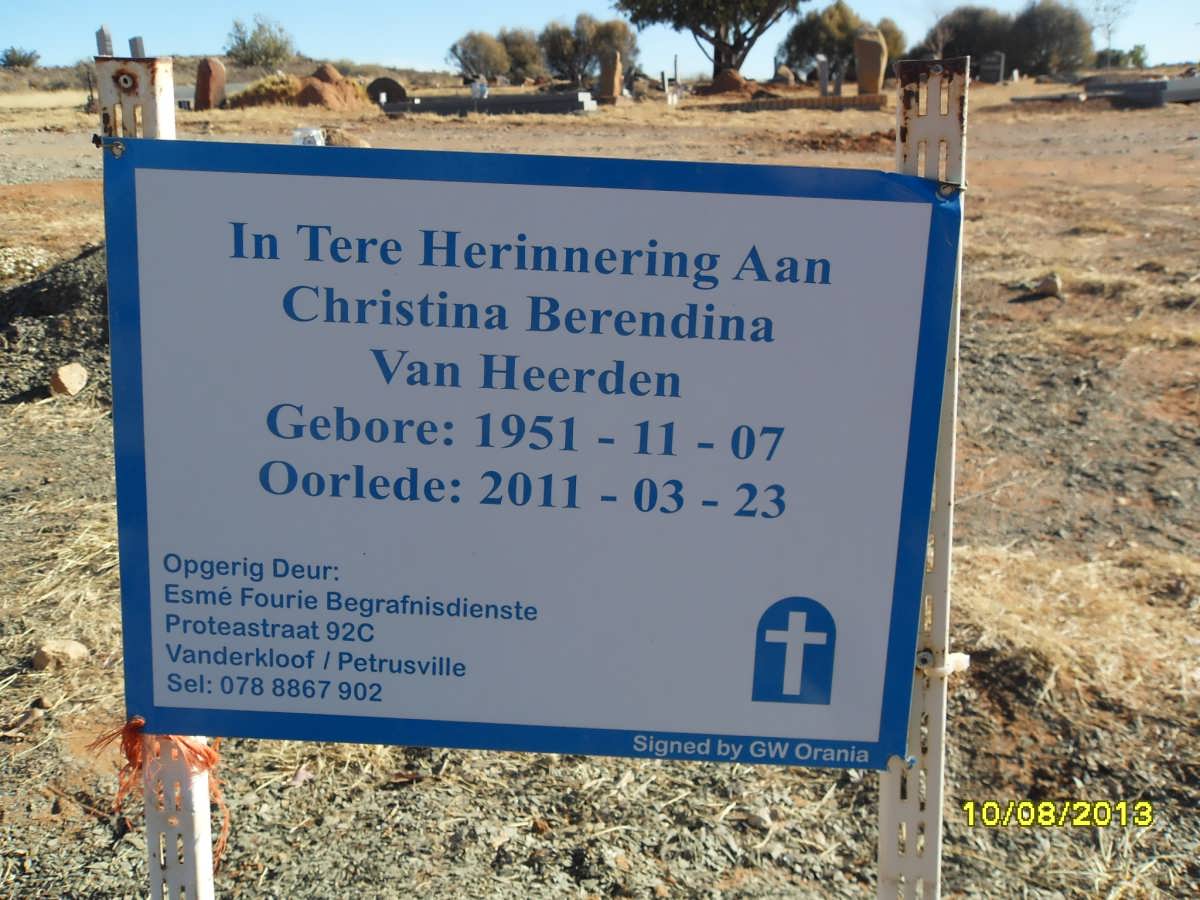 In Tere Herinnering Aan
Christina Berendina
Van Heerden
Gebore: 1951 - 11 - 07
Oorlede: 2011 - 03 - 23
Opgerig Deur:
Esmé Fourie Begrafnisdienste
Proteastraat 92C
Vanderkloof / Petrusville
Sel: 078 8867 902
Signed by GW Orania
10/08/2013